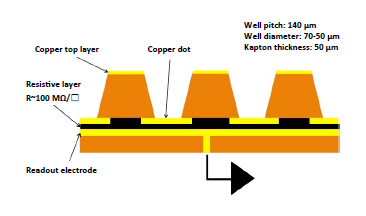 Well pitch: 140 µm
Well diameter: 70-50 µm
Kapton thickness: 50 µm
Copper top layer
Copper dot
Resistive layer
R~100 MΩ/□
Readout electrode